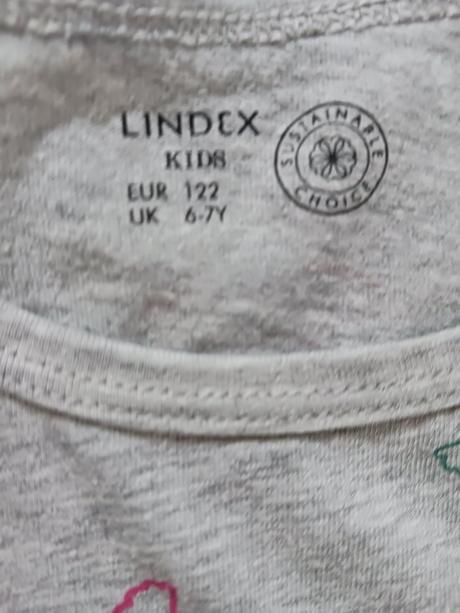 LINDEX
KIDS
EUR 122
UK 6-7Y
SUSTAINABLE
CHOICE